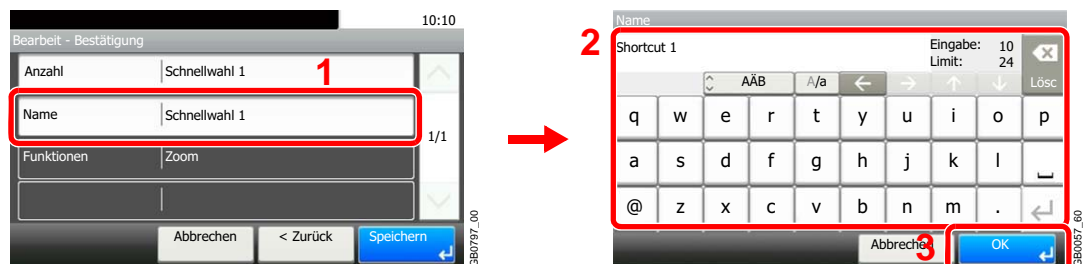 10:10
Bearbeit - Bestätigung
Anzahl Schnellwahl 1
1
Name Schnellwahl 1
1/1
Funktionen Zoom
Abbrechen < Zurück Speichern
GB0797_00
Name
2
Shortcut 1 Eingabe: 10
Limit: 24
AÄB A/a Lösc
q w e r t y u i o p
a s d f g h j k l
@ z x c v b n m .
Abbrechen 3 OK
GB0057_60